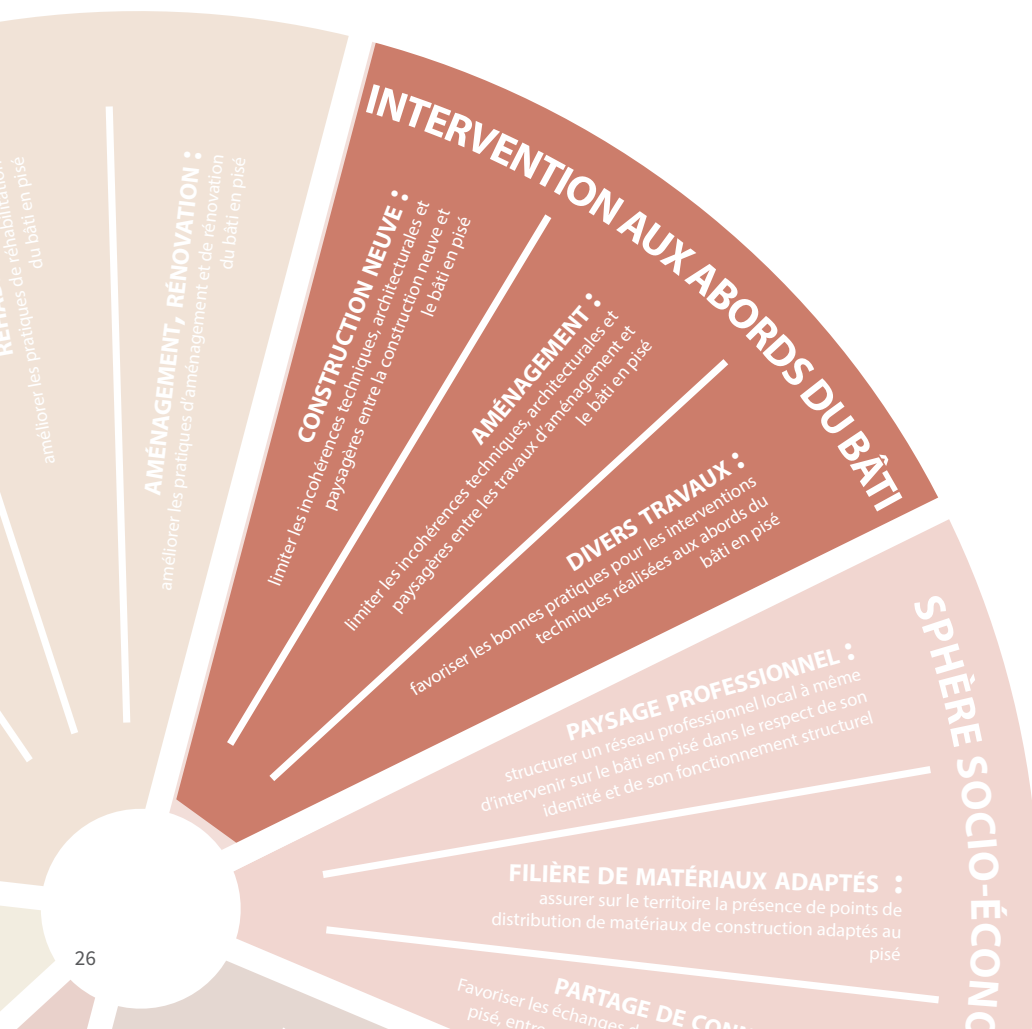 améliorer les pratiques de réhabilitation
du bâti en pisé
AMÉNAGEMENT, RÉNOVATION :
améliorer les pratiques d'aménagement et de rénovation
du bâti en pisé
INTERVENTION AUX ABORDS DU BÂTI
CONSTRUCTION NEUVE :
limiter les incohérences techniques, architecturales et
paysagères entre la construction neuve et
le bâti en pisé
AMÉNAGEMENT :
limiter les incohérences techniques, architecturales et
paysagères entre les travaux d'aménagement et
le bâti en pisé
DIVERS TRAVAUX :
favoriser les bonnes pratiques pour les interventions
techniques réalisées aux abords du
bâti en pisé
SPHÈRE SOCIO-ÉCONO
PAYSAGE PROFESSIONNEL :
structurer un réseau professionnel local à même
d'intervenir sur le bâti en pisé dans le respect de son
identité et de son fonctionnement structurel
FILIÈRE DE MATÉRIAUX ADAPTÉS :
assurer sur le territoire la présence de points de
distribution de matériaux de construction adaptés au
pisé
PARTAGE DE
Favoriser les échanges
pisé, entre
26